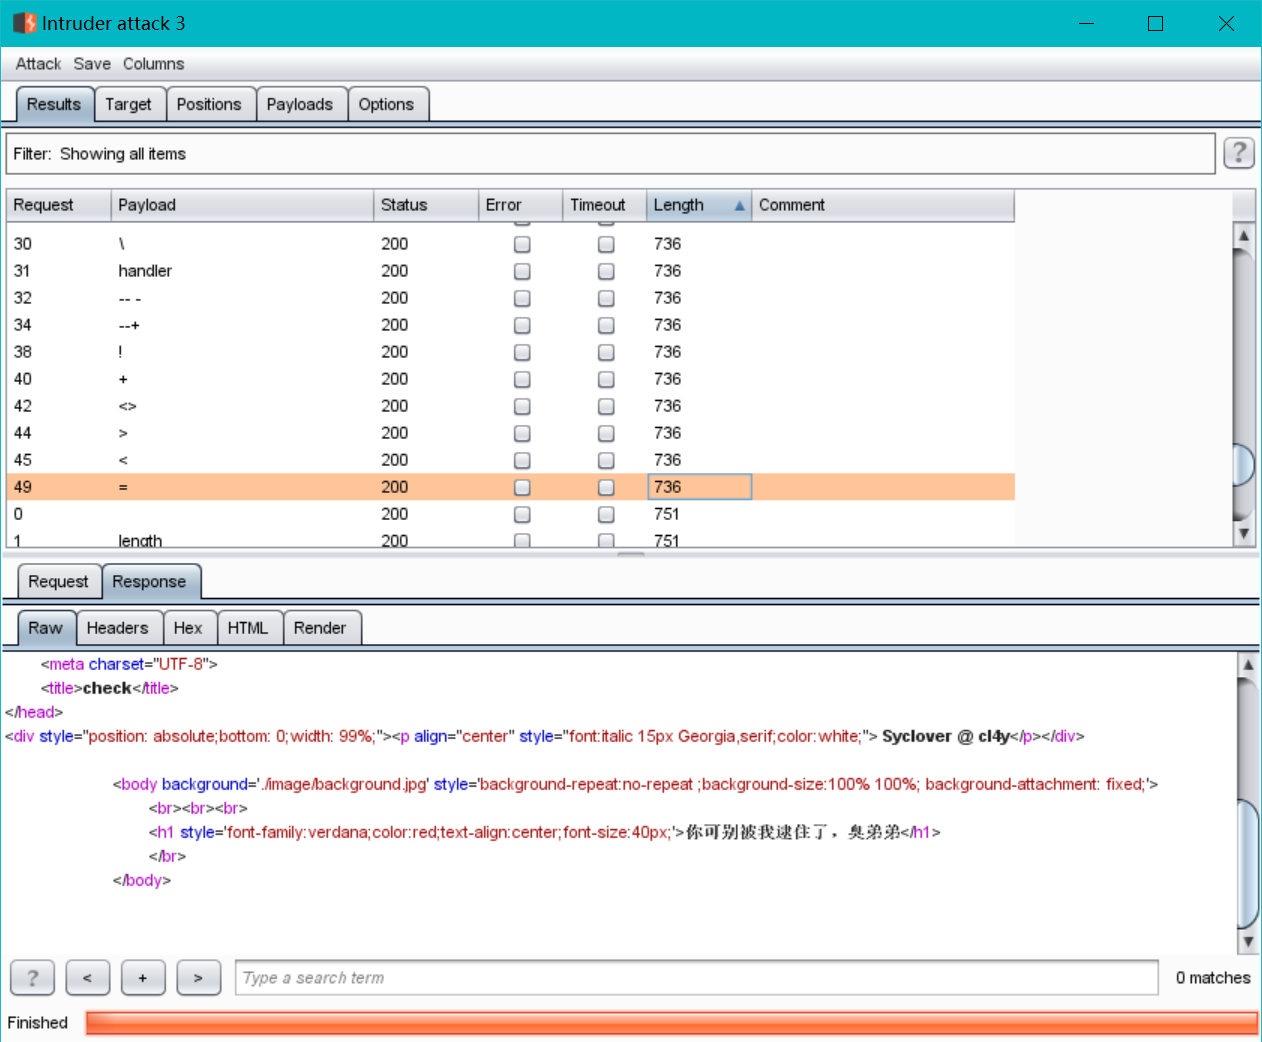 Intruder attack 3
Attack Save Columns
Results Target Positions Payloads Options
Filter: Showing all items ?
Request Payload Status Error Timeout Length Comment
30 \ 200 736
31 handler 200 736
32 -- - 200 736
34 --+ 200 736
38 ! 200 736
40 + 200 736
42 <> 200 736
44 > 200 736
45 < 200 736
49 = 200 736
0 200 751
1 length 200 751
Request Response
Raw Headers Hex HTML Render
<meta charset="UTF-8">
<title>check</title>
</head>
<div style="position: absolute;bottom: 0;width: 99%;"><p align="center" style="font:italic 15px Georgia,serif;color:white;"> Syclover @ cl4y</p></div>
<body background='./image/background.jpg' style='background-repeat:no-repeat ;background-size:100% 100%; background-attachment: fixed;'>
<br><br><br>
<h1 style='font-family:verdana;color:red;text-align:center;font-size:40px;'>你可别被我逮住了，臭弟弟</h1>
</br>
</body>
? < + > Type a search term 0 matches
Finished